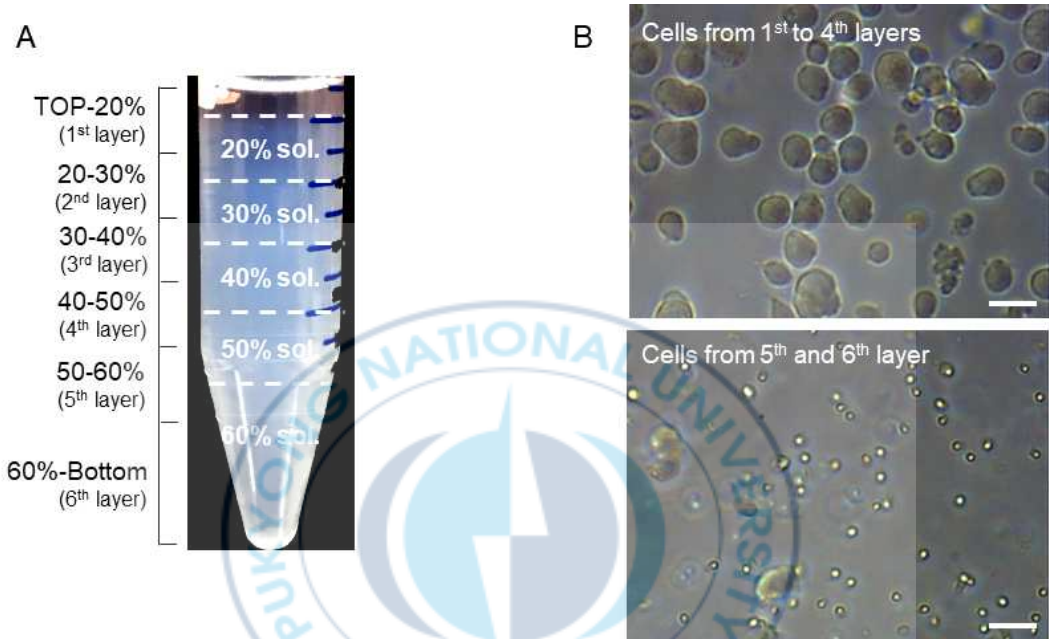 A
TOP-20%
(1st layer)
20-30%
(2nd layer)
30-40%
(3rd layer)
40-50%
(4th layer)
50-60%
(5th layer)
60%-Bottom
(6th layer)
20% sol.
30% sol.
40% sol.
50% sol.
60% sol.
B
Cells from 1st to 4th layers
Cells from 5th and 6th layer
PUKYONG NATIONAL UNIVERSITY